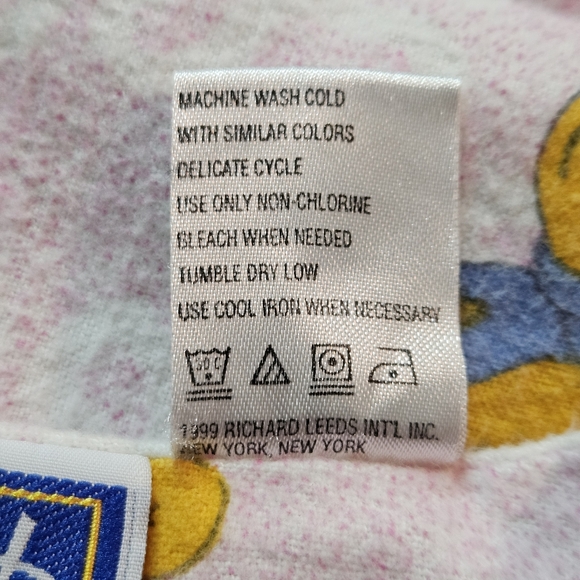 MACHINE WASH COLD
WITH SIMILAR COLORS
DELICATE CYCLE
USE ONLY NON-CHLORINE
BLEACH WHEN NEEDED
TUMBLE DRY LOW
USE COOL IRON WHEN NECESSARY
30 C
1999 RICHARD LEEDS INT'L INC.
NEW YORK, NEW YORK